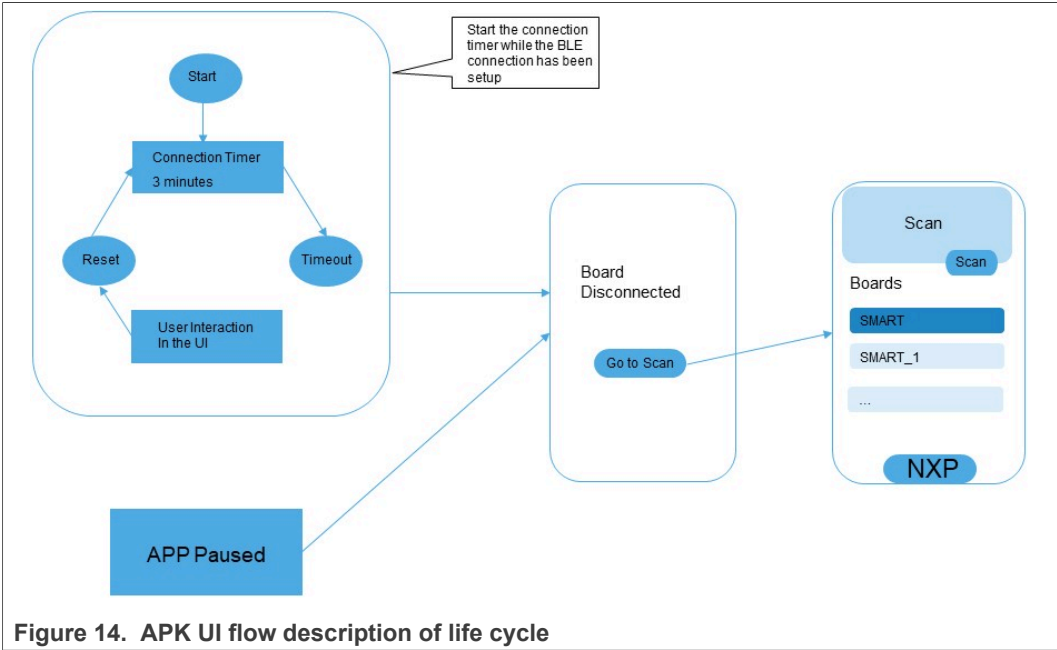 Start the connection
timer while the BLE
connection has been
setup
Start
Connection Timer
3 minutes
Reset
Timeout
User Interaction
In the UI
APP Paused
Board
Disconnected
Go to Scan
Scan
Scan
Boards
SMART
SMART_1
...
NXP
Figure 14. APK UI flow description of life cycle